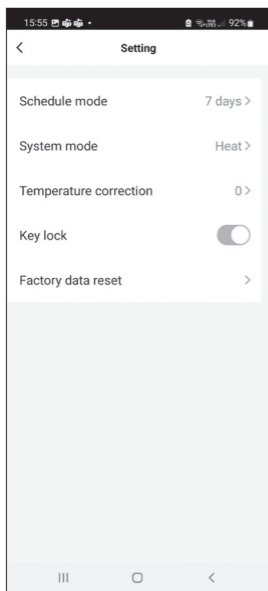 15:55 92%
Setting
Schedule mode 7 days
System mode Heat
Temperature correction 0
Key lock
Factory data reset